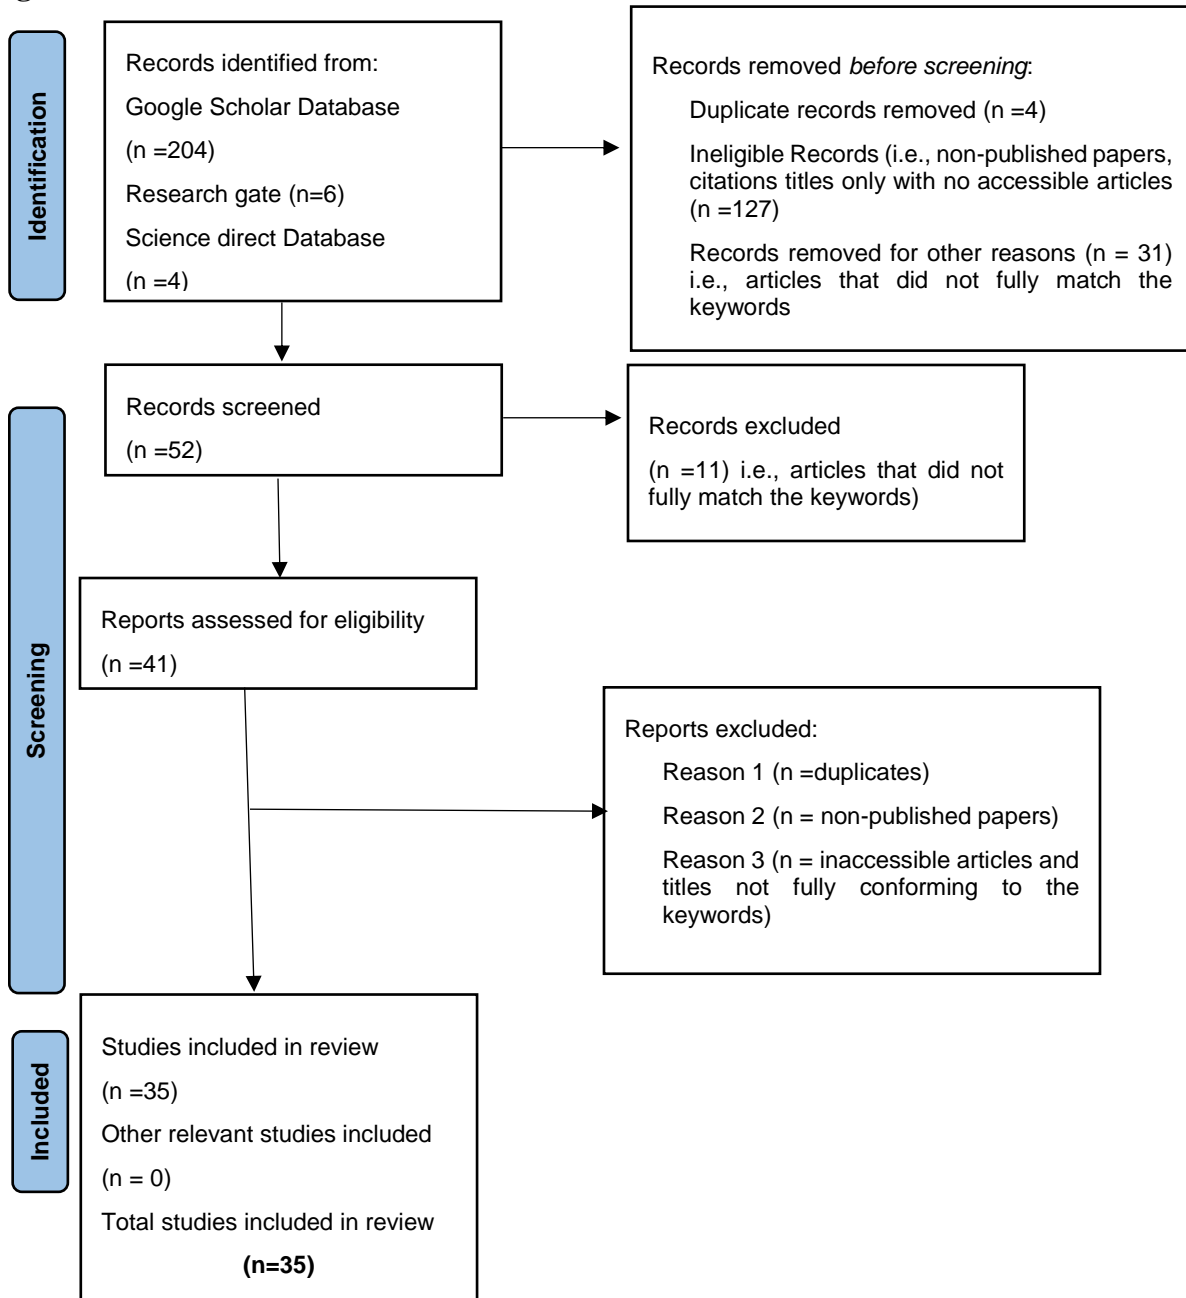 Identification
Records identified from:
Google Scholar Database
(n =204)
Research gate (n=6)
Science direct Database
(n =4)
Records removed before screening:
Duplicate records removed (n =4)
Ineligible Records (i.e., non-published papers,
citations titles only with no accessible articles
(n =127)
Records removed for other reasons (n = 31)
i.e., articles that did not fully match the
keywords
Screening
Records screened
(n =52)
Records excluded
(n =11) i.e., articles that did not
fully match the keywords)
Reports assessed for eligibility
(n =41)
Reports excluded:
Reason 1 (n =duplicates)
Reason 2 (n = non-published papers)
Reason 3 (n = inaccessible articles and
titles not fully conforming to the
keywords)
Included
Studies included in review
(n =35)
Other relevant studies included
(n = 0)
Total studies included in review
(n=35)